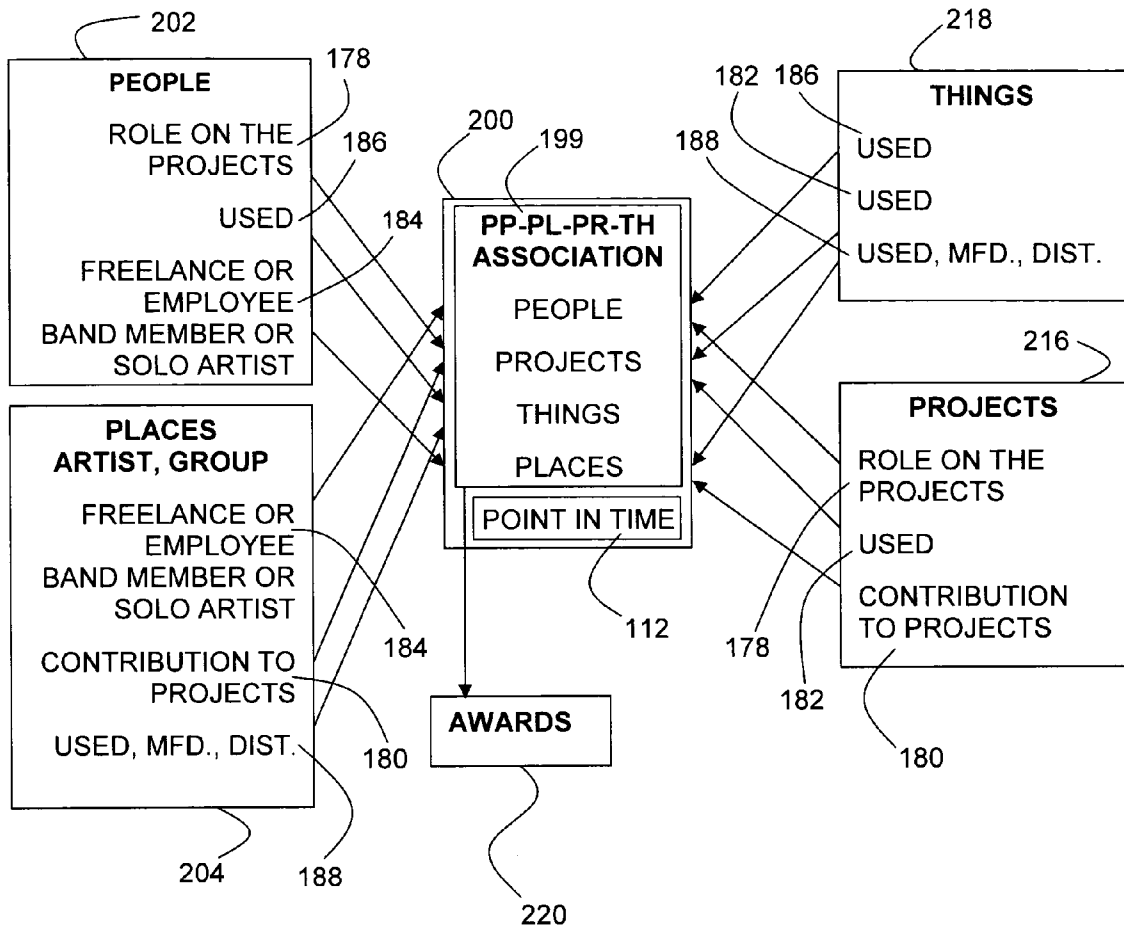 202
PEOPLE
ROLE ON THE
PROJECTS
USED
FREELANCE OR
EMPLOYEE
BAND MEMBER OR
SOLO ARTIST
178
186
184
PLACES
ARTIST, GROUP
FREELANCE OR
EMPLOYEE
BAND MEMBER OR
SOLO ARTIST
CONTRIBUTION TO
PROJECTS
USED, MFD., DIST.
184
180
188
204
200
199
PP-PL-PR-TH
ASSOCIATION
PEOPLE
PROJECTS
THINGS
PLACES
POINT IN TIME
112
AWARDS
220
218
186
182
188
THINGS
USED
USED
USED, MFD., DIST.
216
PROJECTS
ROLE ON THE
PROJECTS
USED
CONTRIBUTION
TO PROJECTS
178
182
180